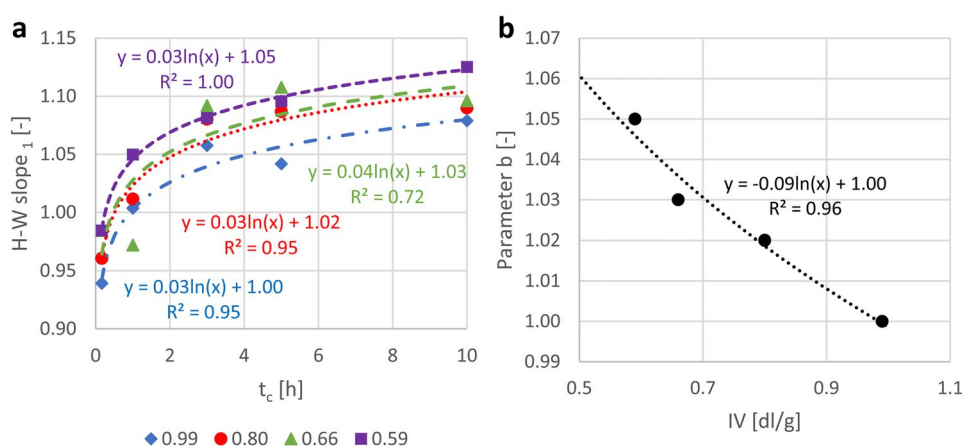 a
H-W slope 1 [-]
1.15
1.10
1.05
1.00
0.95
0.90
y = 0.03ln(x) + 1.05
R² = 1.00
y = 0.04ln(x) + 1.03
R² = 0.72
y = 0.03ln(x) + 1.02
R² = 0.95
y = 0.03ln(x) + 1.00
R² = 0.95
0 2 4 6 8 10
tc [h]
0.99 0.80 0.66 0.59
b
Parameter b [-]
1.07
1.06
1.05
1.04
1.03
1.02
1.01
1.00
0.99
y = -0.09ln(x) + 1.00
R² = 0.96
0.5 0.7 0.9 1.1
IV [dl/g]